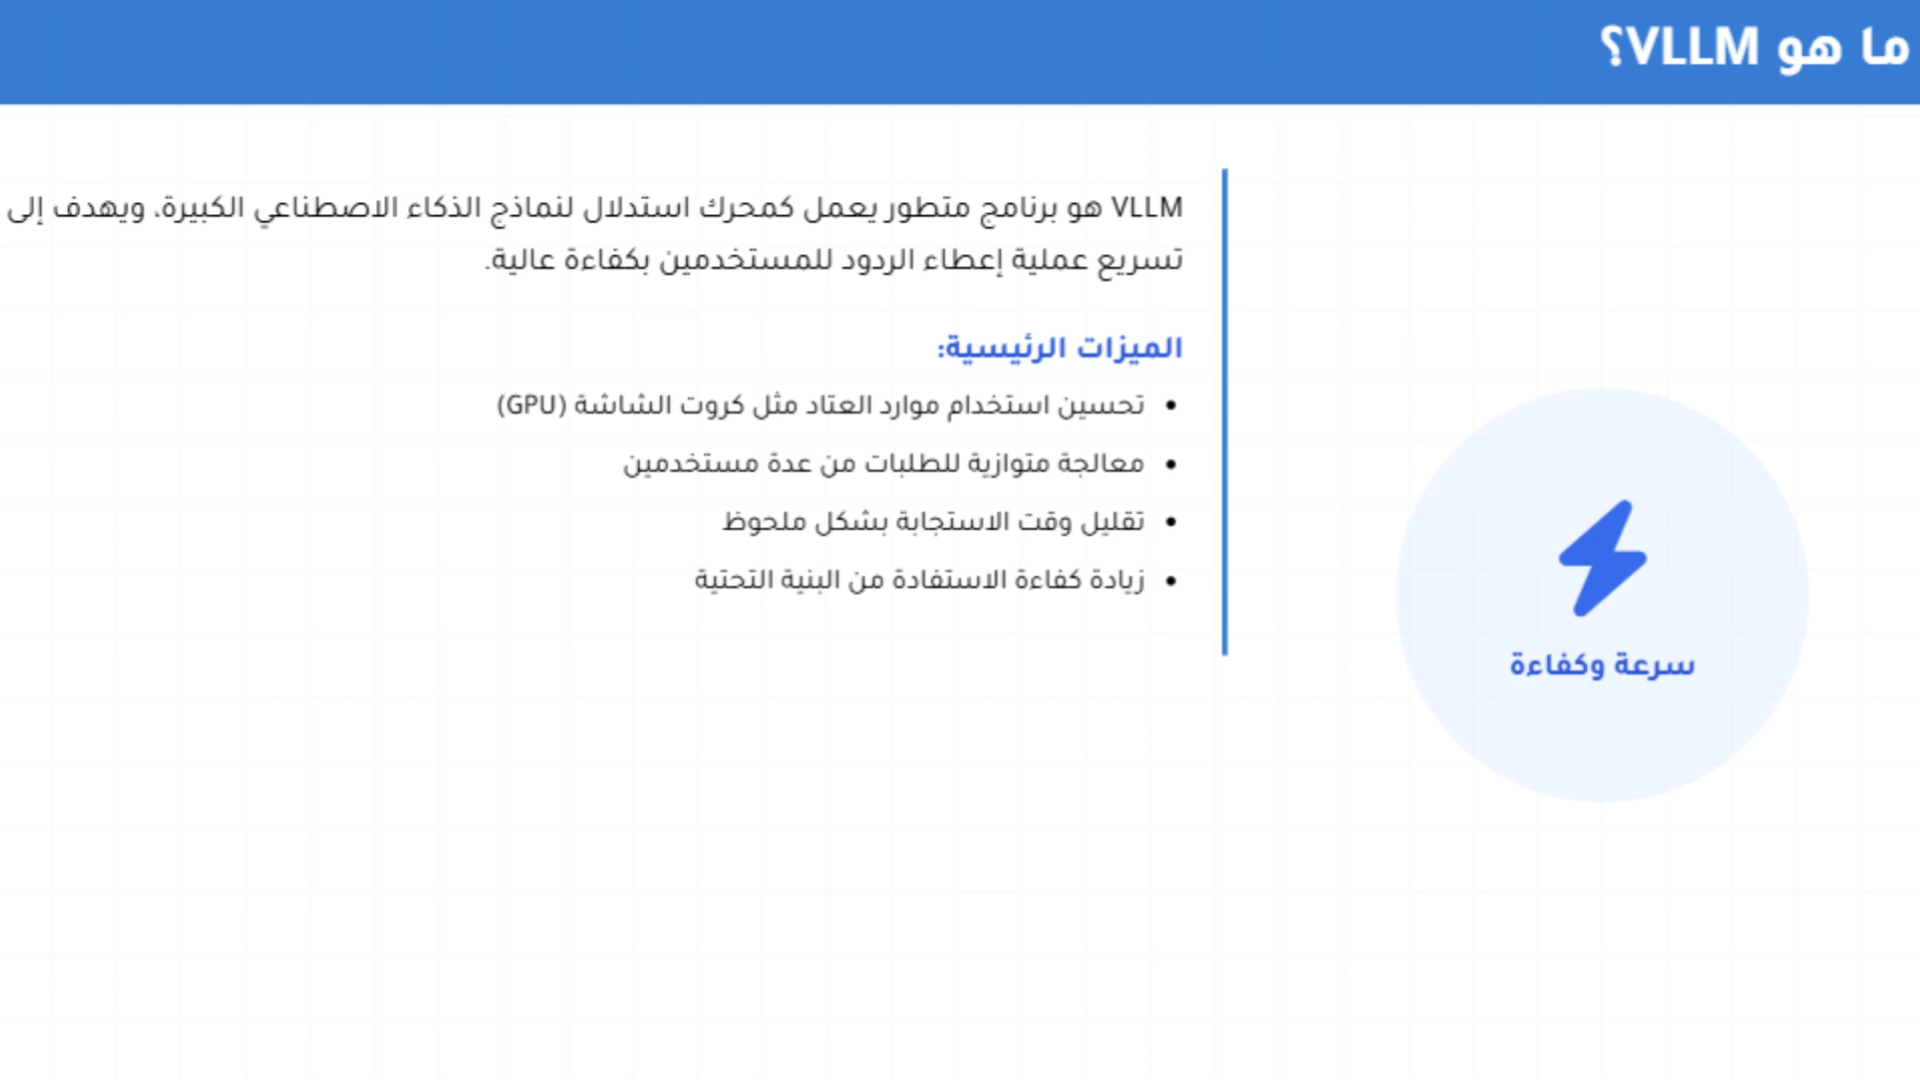 ما هو VLLM؟
VLLM هو برنامج متطور يعمل كمحرك استدلال لنماذج الذكاء الاصطناعي الكبيرة، ويهدف إلى
تسريع عملية إعطاء الردود للمستخدمين بكفاءة عالية.
الميزات الرئيسية:
• تحسين استخدام موارد العتاد مثل كروت الشاشة (GPU)
• معالجة متوازية للطلبات من عدة مستخدمين
• تقليل وقت الاستجابة بشكل ملحوظ
• زيادة كفاءة الاستفادة من البنية التحتية
سرعة وكفاءة